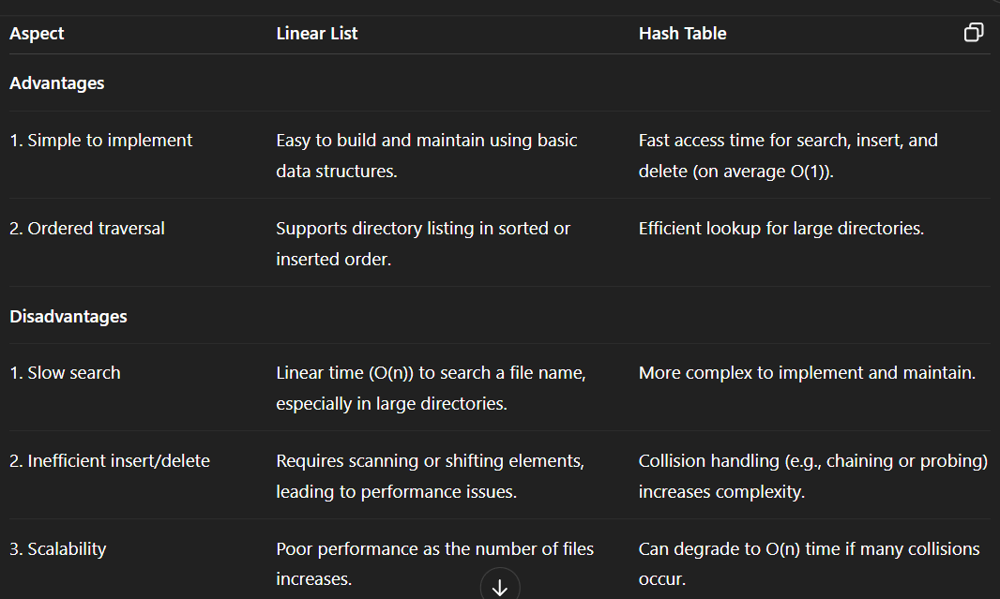 Aspect Linear List Hash Table
Advantages
1. Simple to implement Easy to build and maintain using basic Fast access time for search, insert, and
data structures. delete (on average O(1)).
2. Ordered traversal Supports directory listing in sorted or Efficient lookup for large directories.
inserted order.
Disadvantages
1. Slow search Linear time (O(n)) to search a file name, More complex to implement and maintain.
especially in large directories.
2. Inefficient insert/delete Requires scanning or shifting elements, Collision handling (e.g., chaining or probing)
leading to performance issues. increases complexity.
3. Scalability Poor performance as the number of files Can degrade to O(n) time if many collisions
increases. occur.